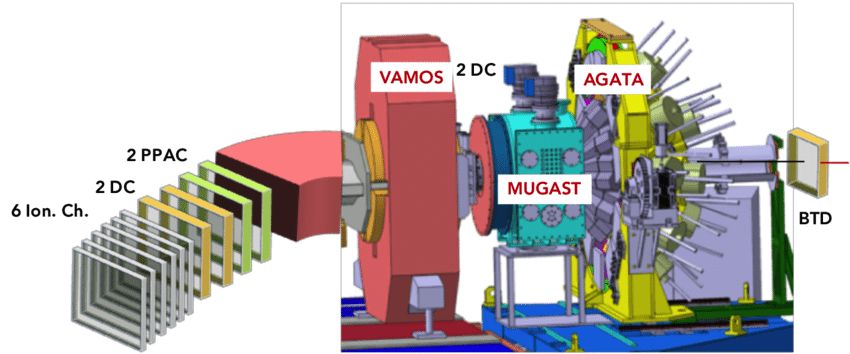 VAMOS
2 DC
AGATA
2 PPAC
2 DC
6 Ion. Ch.
MUGAST
BTD